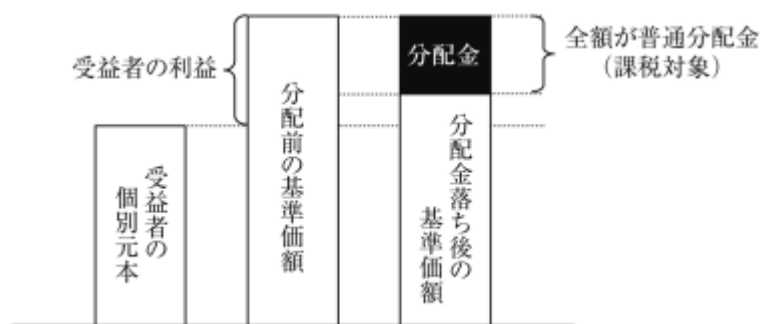 受益者の利益
受益者の
個別元本
分配前の基準価額
分配金
分配金落ち後の
基準価額
全額が普通分配金
（課税対象）